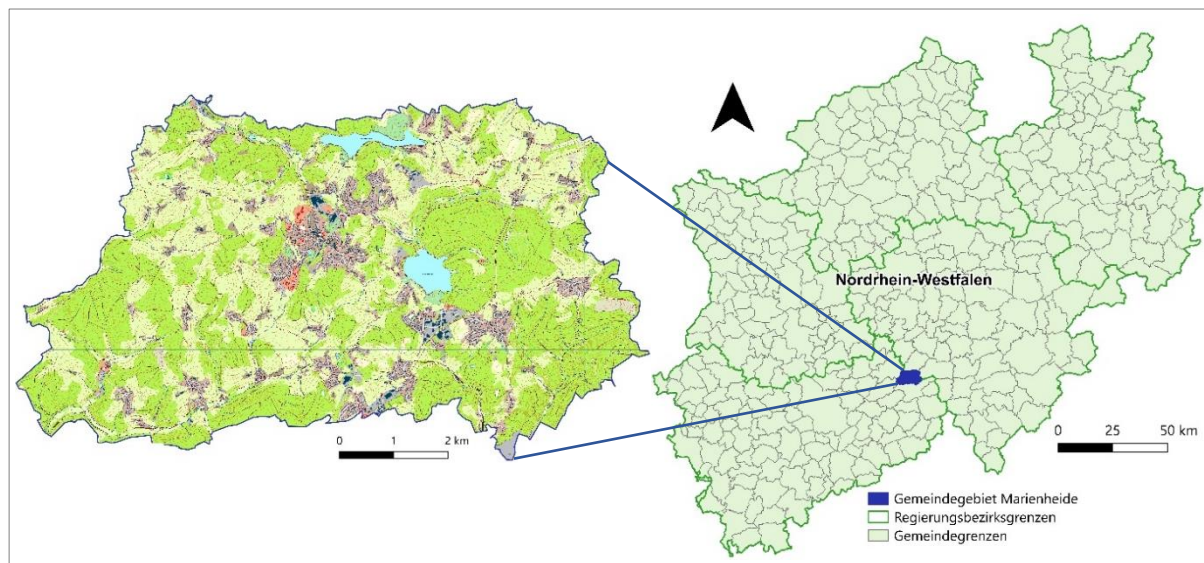 Nordrhein-Westfalen
0 1 2 km
0 25 50 km
Gemeindegebiet Marienheide
Regierungsbezirksgrenzen
Gemeindegrenzen